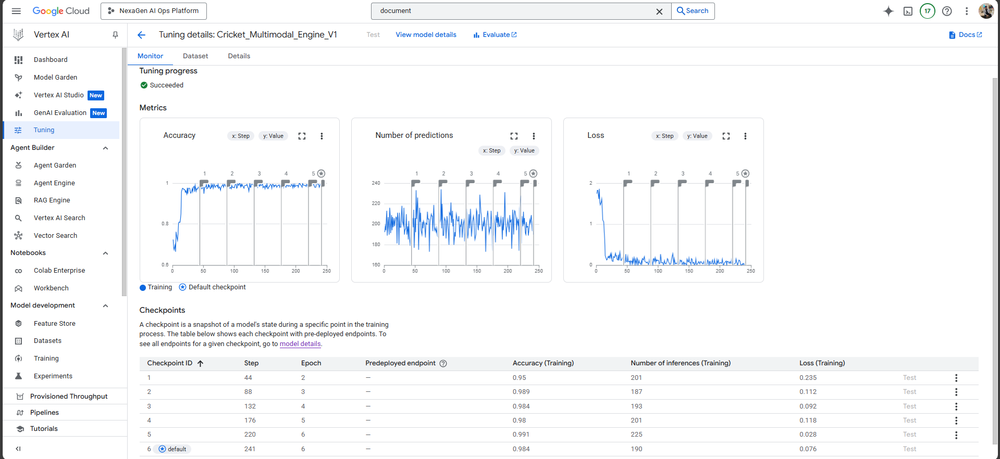 Google Cloud
NexaGen AI Ops Platform
document
Search
17
Vertex AI
Tuning details: Cricket_Multimodal_Engine_V1
Test
View model details
Evaluate
Docs
Dashboard
Model Garden
Vertex AI Studio New
GenAI Evaluation New
Tuning
Agent Builder
Agent Garden
Agent Engine
RAG Engine
Vertex AI Search
Vector Search
Notebooks
Colab Enterprise
Workbench
Model development
Feature Store
Datasets
Training
Experiments
Provisioned Throughput
Pipelines
Tutorials
Monitor Dataset Details
Tuning progress
Succeeded
Metrics
Accuracy x: Step y: Value
1 2 3 4 5
1
0.8
0.6
0 50 100 150 200 250
Number of predictions
x: Step y: Value
1 2 3 4 5
240
220
200
180
160
0 50 100 150 200 250
Loss x: Step y: Value
1 2 3 4 5
2
1
0
0 50 100 150 200 250
Training Default checkpoint
Checkpoints
A checkpoint is a snapshot of a model's state during a specific point in the training
process. The table below shows each checkpoint with pre-deployed endpoints. To
see all endpoints for a given checkpoint, go to model details.
Checkpoint ID Step Epoch Predeployed endpoint Accuracy (Training) Number of inferences (Training) Loss (Training)
1 44 2 — 0.95 201 0.235 Test
2 88 3 — 0.989 187 0.112 Test
3 132 4 — 0.984 193 0.092 Test
4 176 5 — 0.98 201 0.118 Test
5 220 6 — 0.991 225 0.028 Test
6 default 241 6 — 0.984 190 0.076 Test